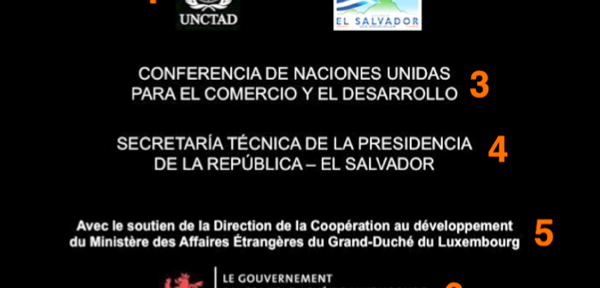 UNCTAD
EL SALVADOR
CONFERENCIA DE NACIONES UNIDAS
PARA EL COMERCIO Y EL DESARROLLO 3
SECRETARÍA TÉCNICA DE LA PRESIDENCIA
DE LA REPÚBLICA – EL SALVADOR 4
Avec le soutien de la Direction de la Coopération au développement
du Ministère des Affaires Étrangères du Grand-Duché du Luxembourg 5
LE GOUVERNEMENT